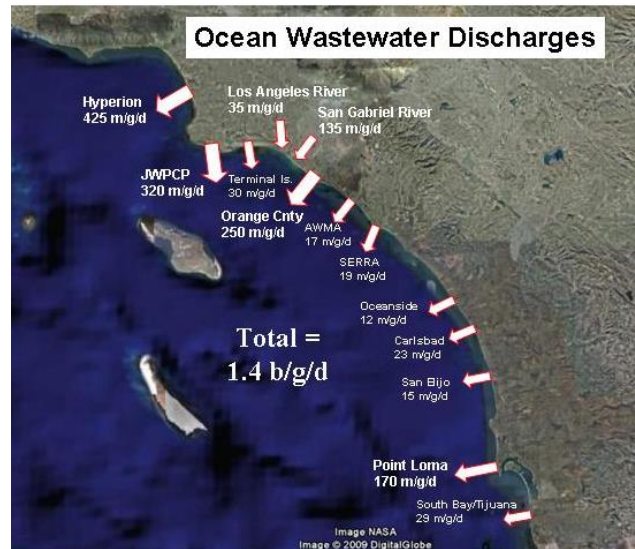 Ocean Wastewater Discharges
Hyperion
425 m/g/d
Los Angeles River
35 m/g/d
San Gabriel River
135 m/g/d
JWPCP
320 m/g/d
Terminal Is.
30 m/g/d
Orange Cnty
250 m/g/d
AWMA
17 m/g/d
SERRA
19 m/g/d
Oceanside
12 m/g/d
Carlsbad
23 m/g/d
Total =
1.4 b/g/d
San Bijo
15 m/g/d
Point Loma
170 m/g/d
South Bay/Tijuana
29 m/g/d
Image NASA
Image © 2009 DigitalGlobe